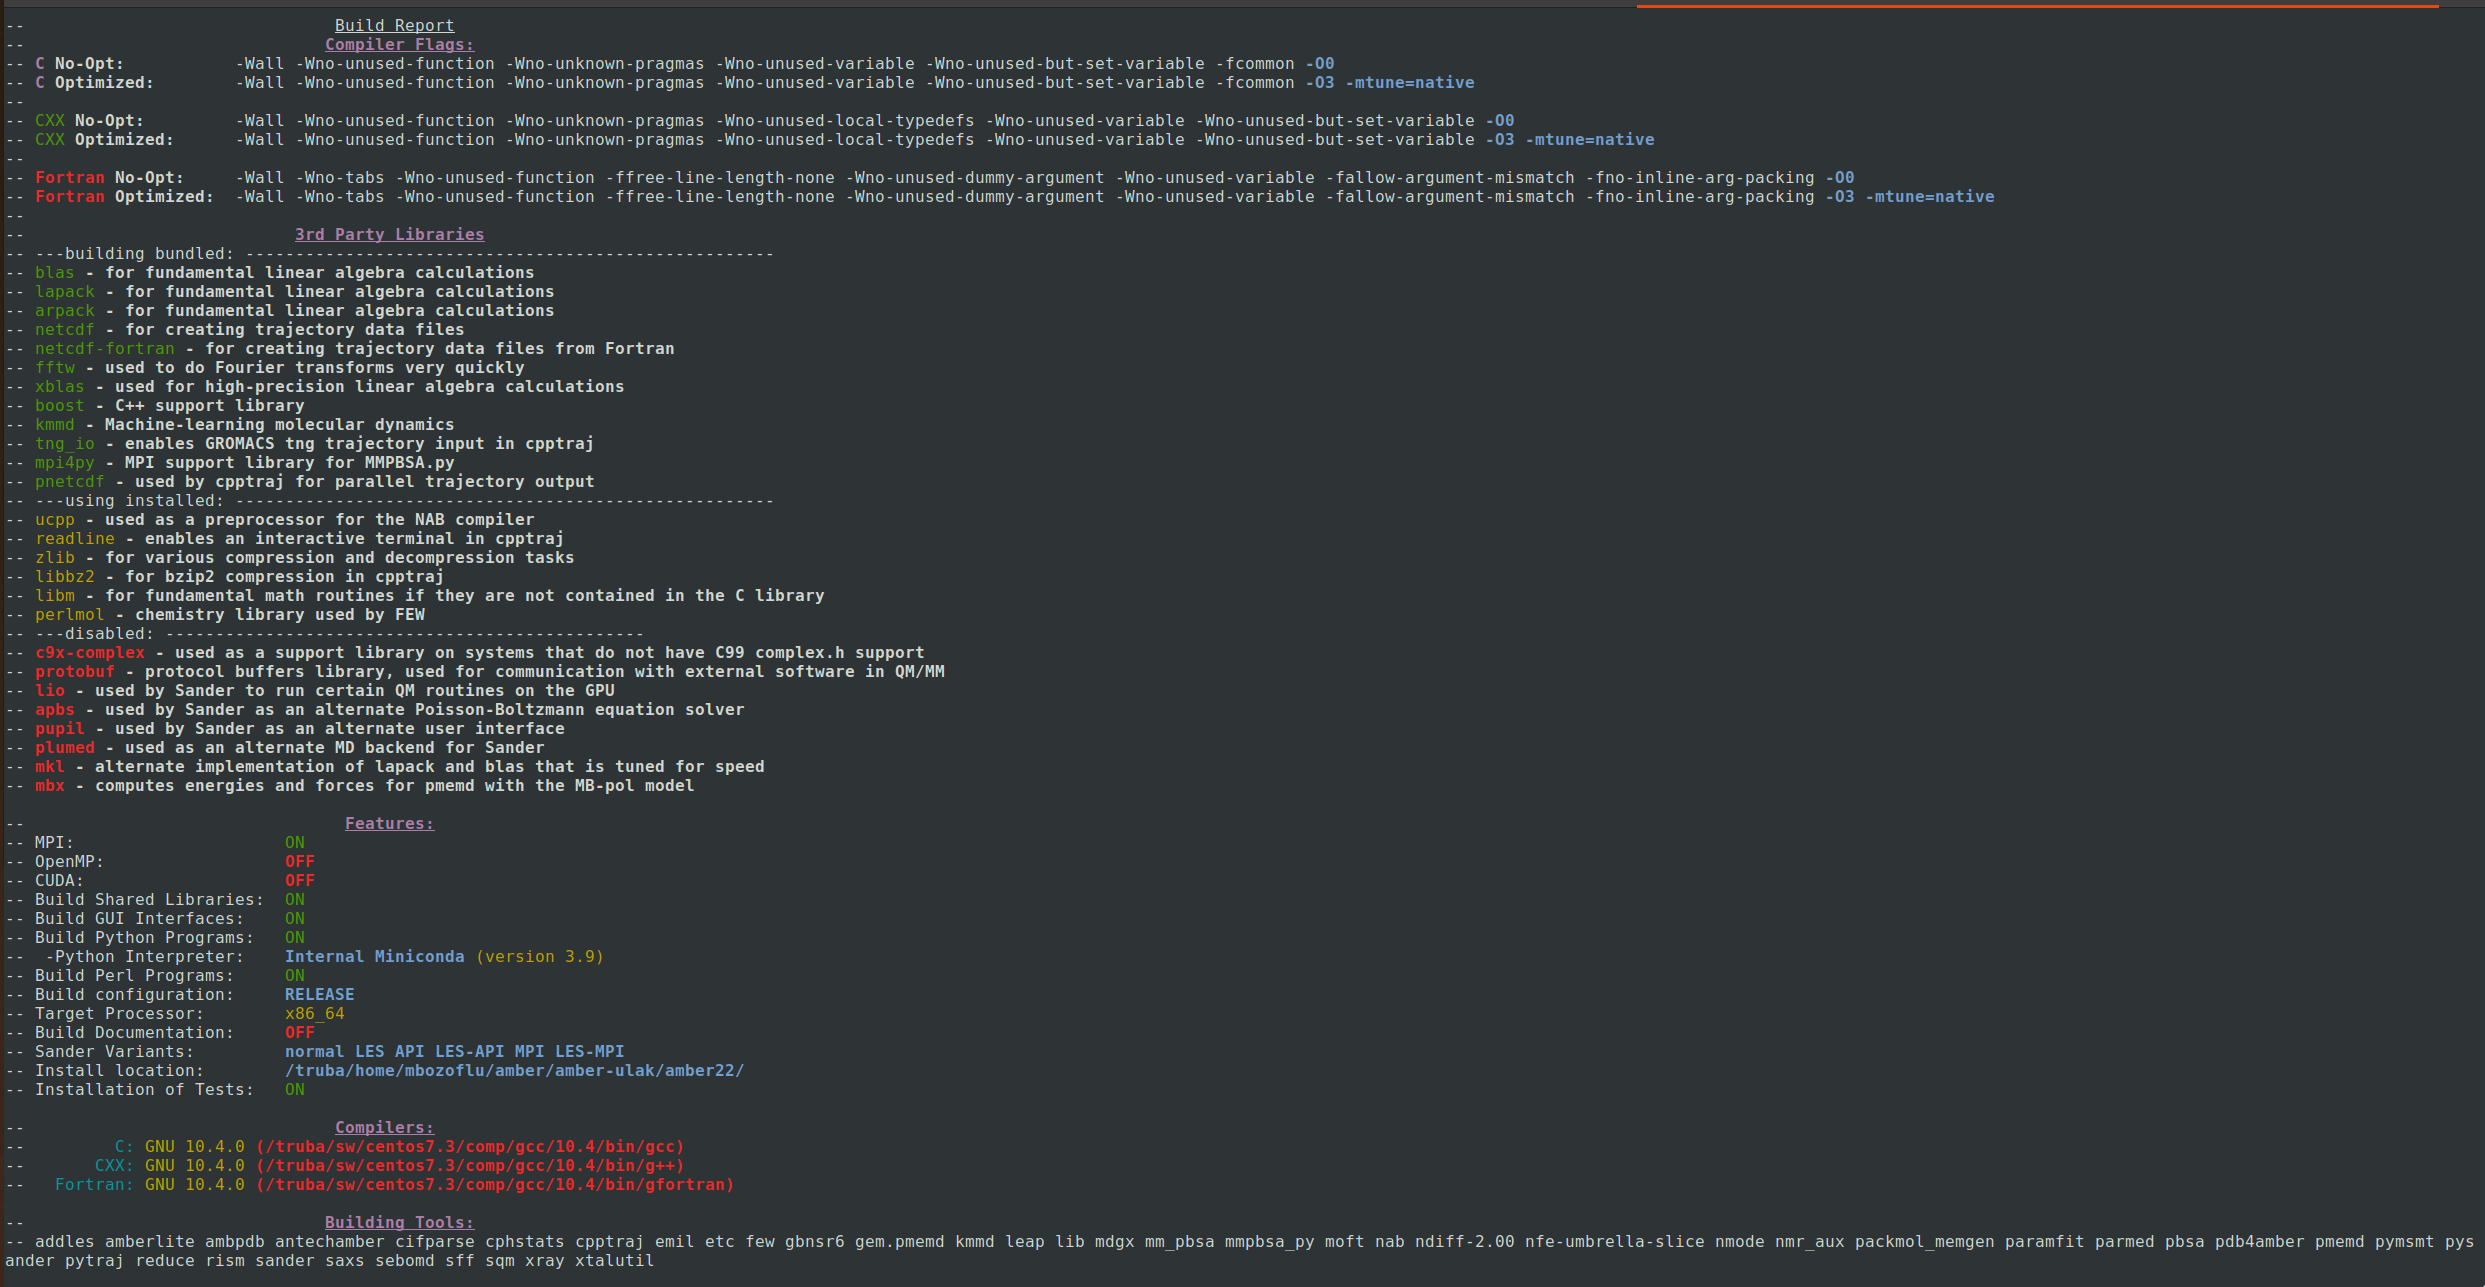 -- Build Report
-- Compiler Flags:
-- C No-Opt: -Wall -Wno-unused-function -Wno-unknown-pragmas -Wno-unused-variable -Wno-unused-but-set-variable -fcommon -O0
-- C Optimized: -Wall -Wno-unused-function -Wno-unknown-pragmas -Wno-unused-variable -Wno-unused-but-set-variable -fcommon -O3 -mtune=native
--
-- CXX No-Opt: -Wall -Wno-unused-function -Wno-unknown-pragmas -Wno-unused-local-typedefs -Wno-unused-variable -Wno-unused-but-set-variable -O0
-- CXX Optimized: -Wall -Wno-unused-function -Wno-unknown-pragmas -Wno-unused-local-typedefs -Wno-unused-variable -Wno-unused-but-set-variable -O3 -mtune=native
--
-- Fortran No-Opt: -Wall -Wno-tabs -Wno-unused-function -ffree-line-length-none -Wno-unused-dummy-argument -Wno-unused-variable -fallow-argument-mismatch -fno-inline-arg-packing -O0
-- Fortran Optimized: -Wall -Wno-tabs -Wno-unused-function -ffree-line-length-none -Wno-unused-dummy-argument -Wno-unused-variable -fallow-argument-mismatch -fno-inline-arg-packing -O3 -mtune=native
--
-- 3rd Party Libraries
-- ---building bundled: -----------------------------------------------------
-- blas - for fundamental linear algebra calculations
-- lapack - for fundamental linear algebra calculations
-- arpack - for fundamental linear algebra calculations
-- netcdf - for creating trajectory data files
-- netcdf-fortran - for creating trajectory data files from Fortran
-- fftw - used to do Fourier transforms very quickly
-- xblas - used for high-precision linear algebra calculations
-- boost - C++ support library
-- kmmd - Machine-learning molecular dynamics
-- tng_io - enables GROMACS tng trajectory input in cpptraj
-- mpi4py - MPI support library for MMPBSA.py
-- pnetcdf - used by cpptraj for parallel trajectory output
-- ---using installed: ------------------------------------------------------
-- ucpp - used as a preprocessor for the NAB compiler
-- readline - enables an interactive terminal in cpptraj
-- zlib - for various compression and decompression tasks
-- libbz2 - for bzip2 compression in cpptraj
-- libm - for fundamental math routines if they are not contained in the C library
-- perlmol - chemistry library used by FEW
-- ---disabled: ------------------------------------------------
-- c9x-complex - used as a support library on systems that do not have C99 complex.h support
-- protobuf - protocol buffers library, used for communication with external software in QM/MM
-- lio - used by Sander to run certain QM routines on the GPU
-- apbs - used by Sander as an alternate Poisson-Boltzmann equation solver
-- pupil - used by Sander as an alternate user interface
-- plumed - used as an alternate MD backend for Sander
-- mkl - alternate implementation of lapack and blas that is tuned for speed
-- mbx - computes energies and forces for pmemd with the MB-pol model
-- Features:
-- MPI: ON
-- OpenMP: OFF
-- CUDA: OFF
-- Build Shared Libraries: ON
-- Build GUI Interfaces: ON
-- Build Python Programs: ON
-- -Python Interpreter: Internal Miniconda (version 3.9)
-- Build Perl Programs: ON
-- Build configuration: RELEASE
-- Target Processor: x86_64
-- Build Documentation: OFF
-- Sander Variants: normal LES API LES-API MPI LES-MPI
-- Install location: /truba/home/mbozoflu/amber/amber-ulak/amber22/
-- Installation of Tests: ON
-- Compilers:
-- C: GNU 10.4.0 (/truba/sw/centos7.3/comp/gcc/10.4/bin/gcc)
-- CXX: GNU 10.4.0 (/truba/sw/centos7.3/comp/gcc/10.4/bin/g++)
-- Fortran: GNU 10.4.0 (/truba/sw/centos7.3/comp/gcc/10.4/bin/gfortran)
-- Building Tools:
-- addles amberlite ambpdb antechamber cifparse cphstats cpptraj emil etc few gbnsr6 gem.pmemd kmmd leap lib mdgx mm_pbsa mmpbsa_py moft nab ndiff-2.00 nfe-umbrella-slice nmode nmr_aux packmol_memgen paramfit parmed pbsa pdb4amber pmemd pymsmt pys
ander pytraj reduce rism sander saxs sebomd sff sqm xray xtalutil